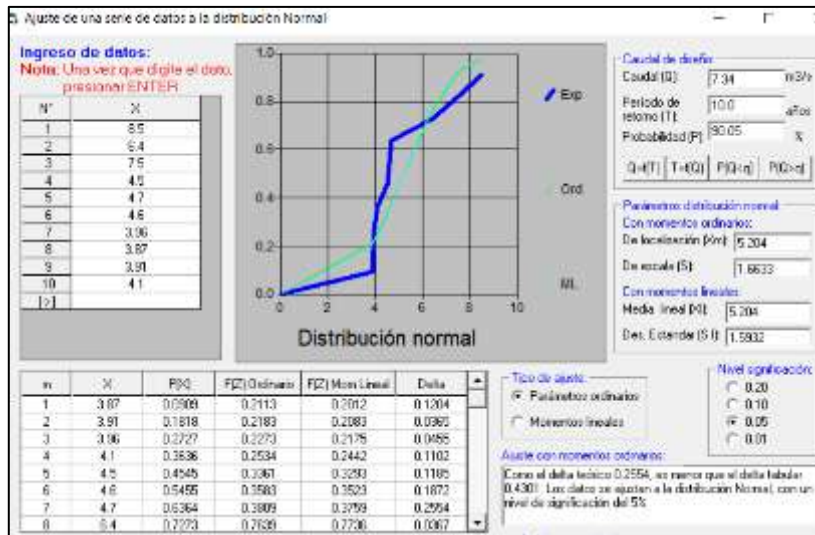 Ajuste de una serie de datos a la distribución Normal
Ingreso de datos:
Nota: Una vez que digite el dato,
presionar ENTER
N° X
1 8.5
2 6.4
3 7.5
4 4.5
5 4.7
6 4.6
7 3.96
8 3.87
9 3.91
10 4.1
1.0
0.8
0.6
0.4
0.2
0.0
0 2 4 6 8 10
Exp
Ord
ML
Distribución normal
Caudal de diseño
Caudal (Q): 7.34 m3/s
Periodo de
retorno (T): 10.0 años
Probabilidad (P): 90.05 %
Q=f(T) T=f(Q) P(Q<q) P(Q>q)
Parámetros distribución normal:
Con momentos ordinarios:
De localización (Xm): 5.204
De escala (S): 1.6633
Con momentos lineales:
Media lineal (Xl): 5.204
Des. Estandar (S l): 1.5932
m X P(X) F(Z) Ordinario F(Z) Mom Lineal Delta
1 3.87 0.0909 0.2113 0.2012 0.1204
2 3.91 0.1818 0.2183 0.2083 0.0365
3 3.96 0.2727 0.2273 0.2175 0.0455
4 4.1 0.3636 0.2534 0.2442 0.1102
5 4.5 0.4545 0.3361 0.3293 0.1185
6 4.6 0.5455 0.3583 0.3523 0.1872
7 4.7 0.6364 0.3809 0.3759 0.2554
8 6.4 0.7273 0.7639 0.7736 0.0367
Tipo de ajuste:
Parámetros ordinarios
Momentos lineales
Nivel significación:
0.20
0.10
0.05
0.01
Ajuste con momentos ordinarios:
Como el delta teórico 0.2554, es menor que el delta tabular
0.4301. Los datos se ajustan a la distribución Normal, con un
nivel de significación del 5%